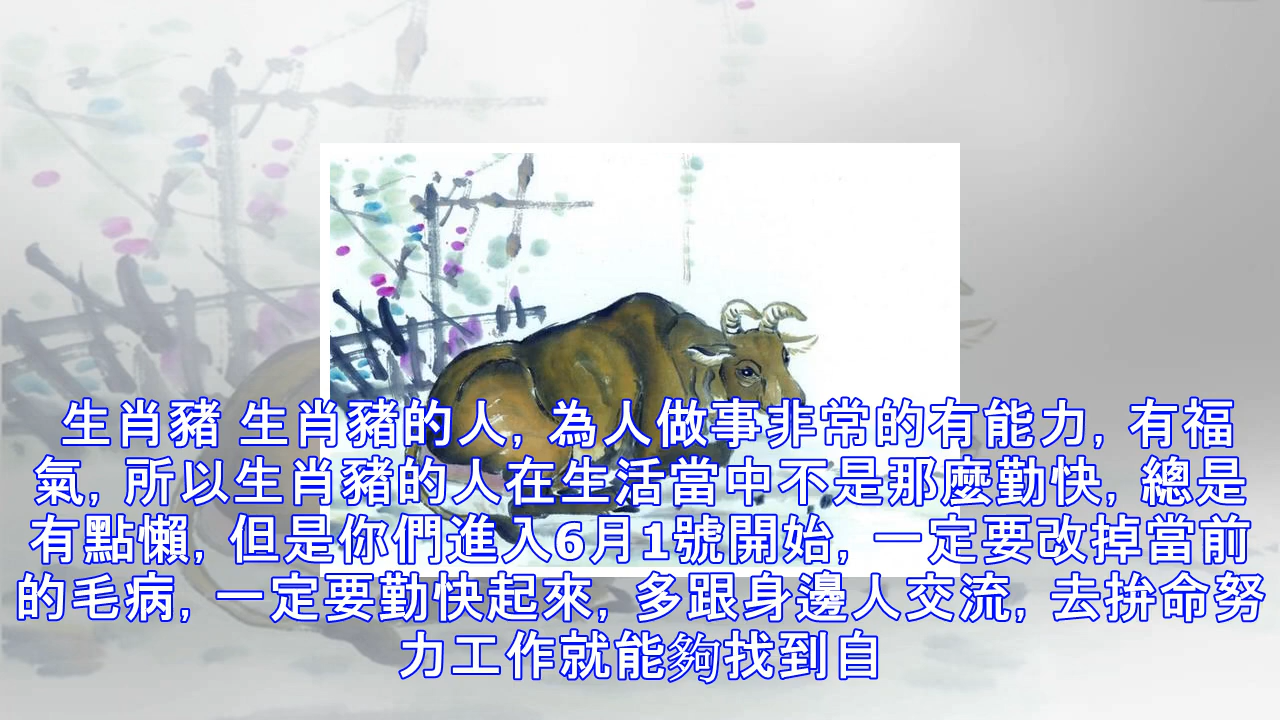 生肖豬 生肖豬的人, 為人做事非常的有能力, 有福
氣, 所以生肖豬的人在生活當中不是那麼勤快, 總是
有點懶, 但是你們進入6月1號開始, 一定要改掉當前
的毛病, 一定要勤快起來, 多跟身邊人交流, 去拚命努
力工作就能夠找到自